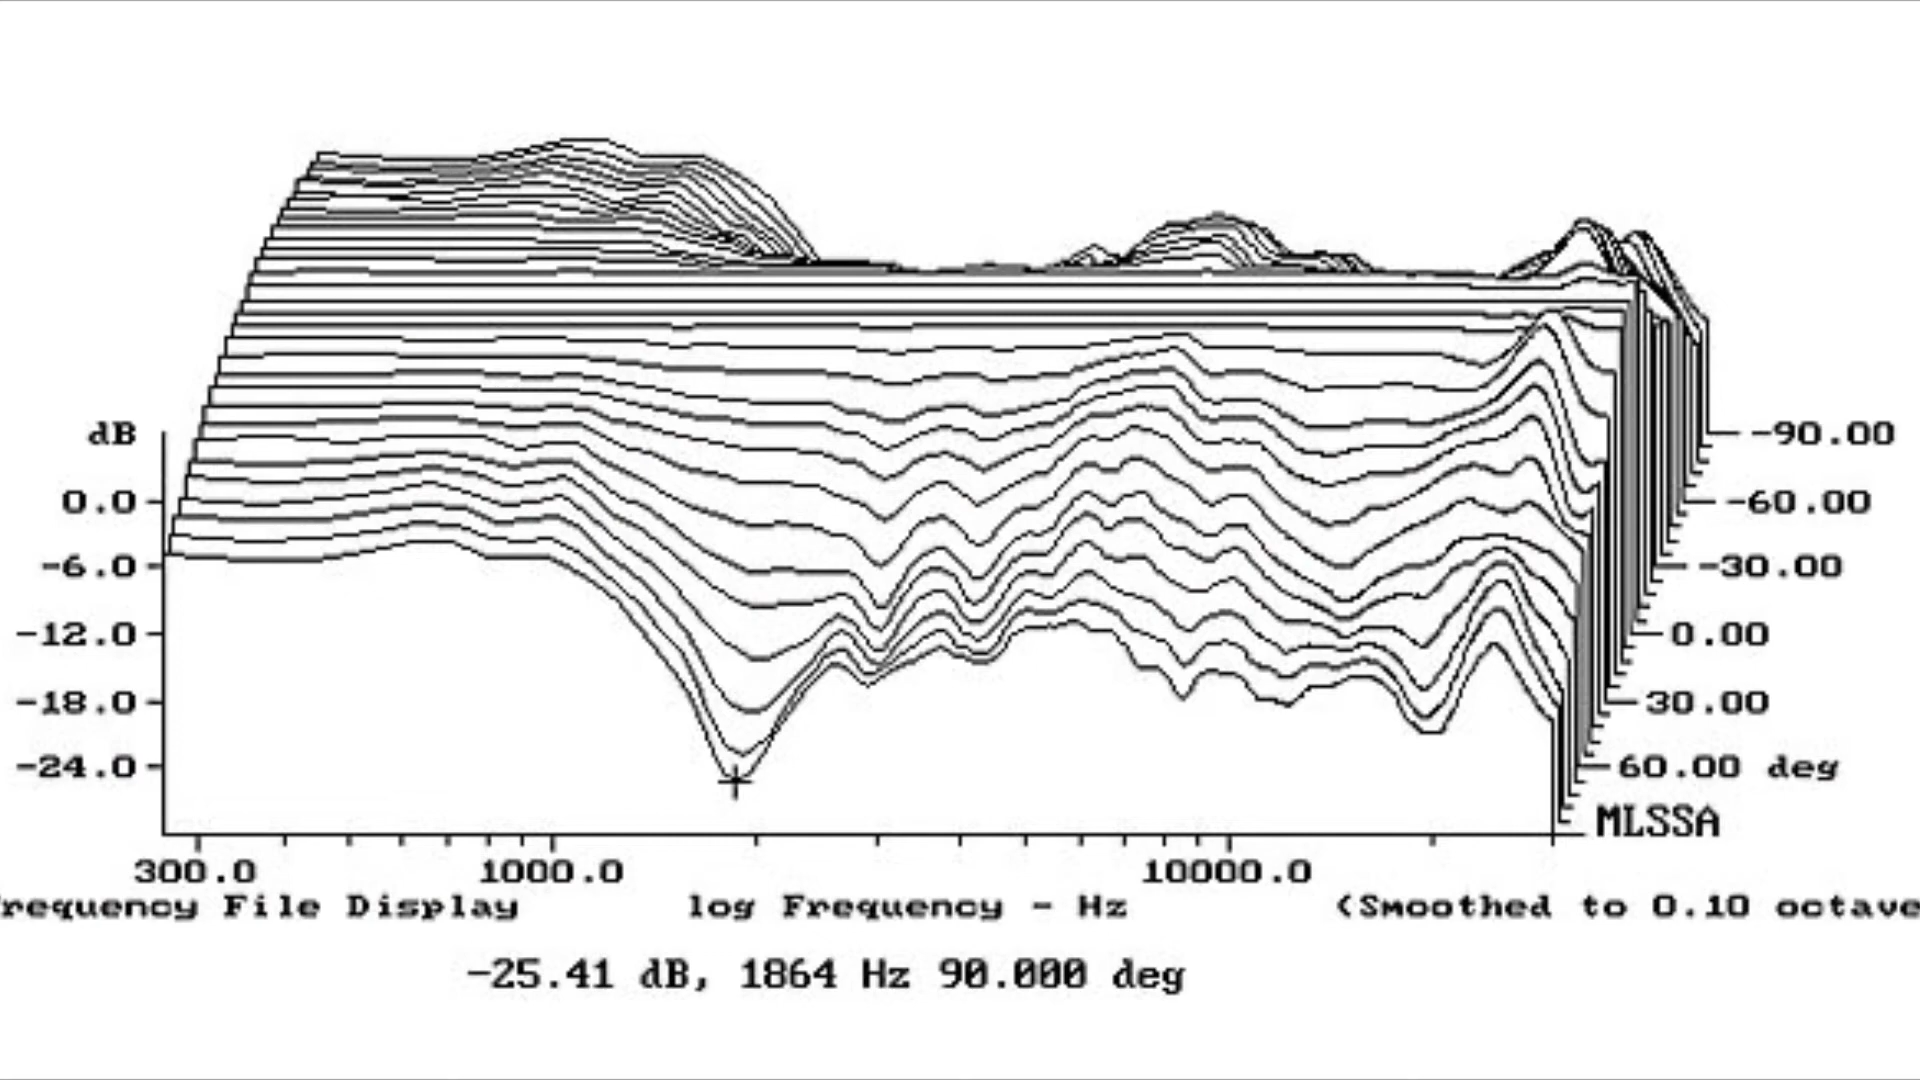 dB
0.0
-6.0
-12.0
-18.0
-24.0
-90.00
-60.00
-30.00
0.00
30.00
60.00 deg
MLSSA
300.0 1000.0 10000.0
requency File Display log Frequency - Hz (Smoothed to 0.10 octave
-25.41 dB, 1864 Hz 90.000 deg